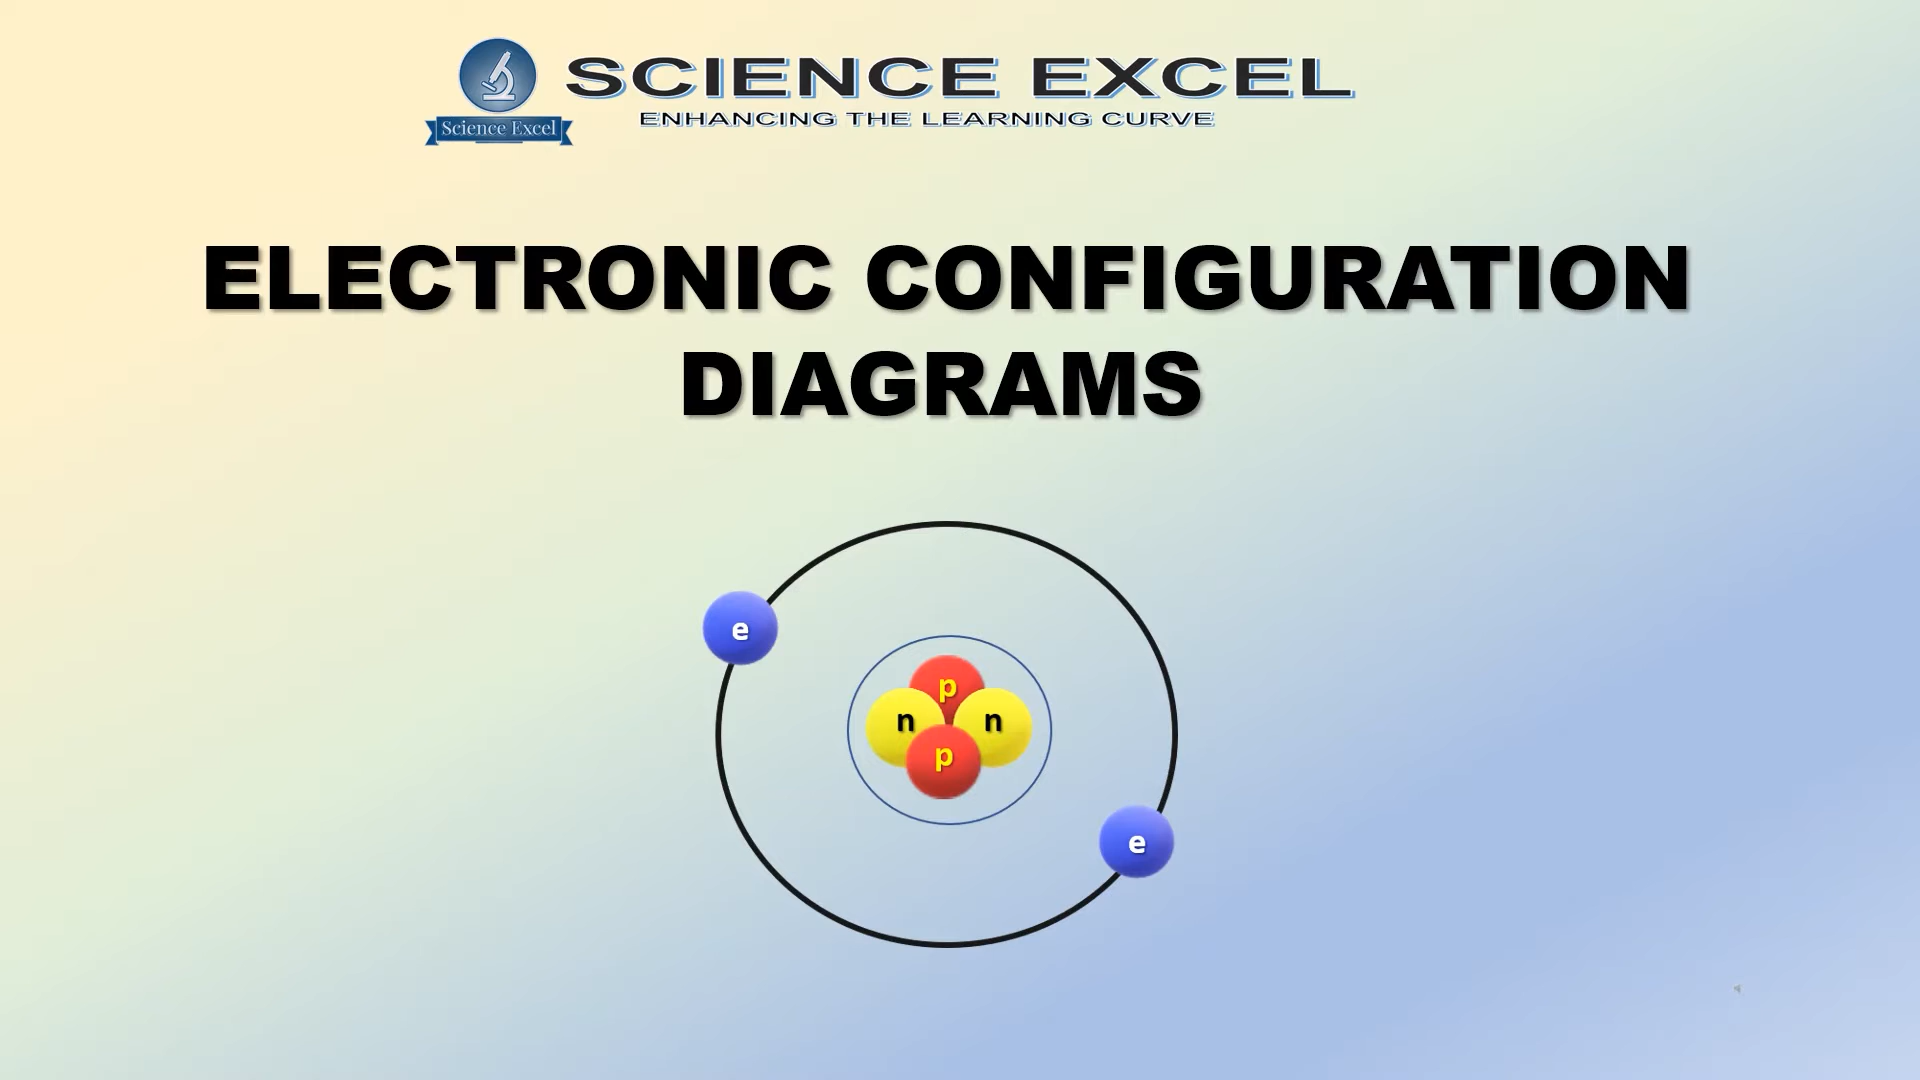 SCIENCE EXCEL
ENHANCING THE LEARNING CURVE
Science Excel
ELECTRONIC CONFIGURATION
DIAGRAMS
e
p
n n
p
e